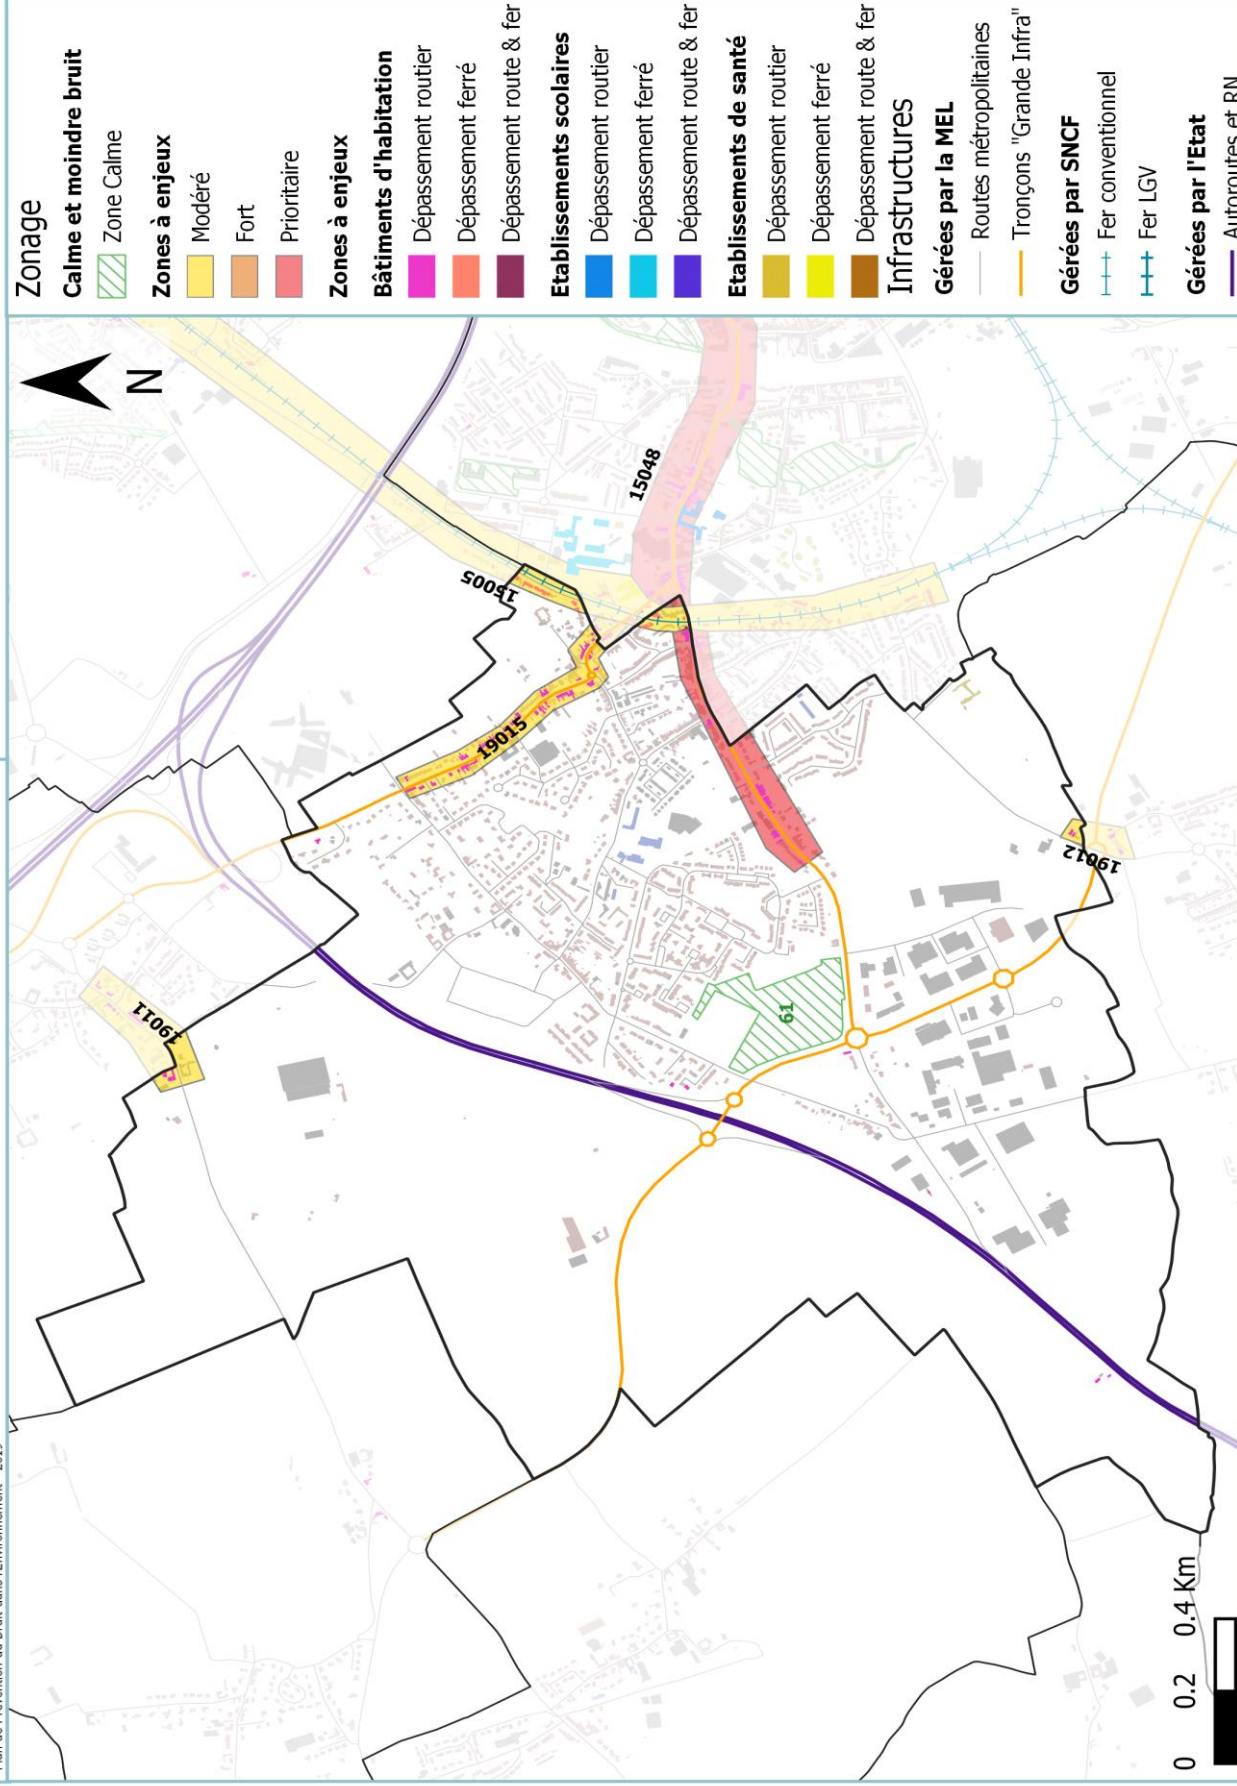 Zonage
Calme et moindre bruit
Zone Calme
Zones à enjeux
Modéré
Fort
Prioritaire
Zones à enjeux
Bâtiments d'habitation
Dépassement routier
Dépassement ferré
Dépassement route & fer
Etablissements scolaires
Dépassement routier
Dépassement ferré
Dépassement route & fer
Etablissements de santé
Dépassement routier
Dépassement ferré
Dépassement route & fer
Infrastructures
Gérées par la MEL
Routes métropolitaines
Tronçons "Grande Infra"
Gérées par SNCF
Fer conventionnel
Fer LGV
Gérées par l'Etat
Autoroutes et RN
N
15048
15005
19015
19012
19011
61
0 0.2 0.4 Km